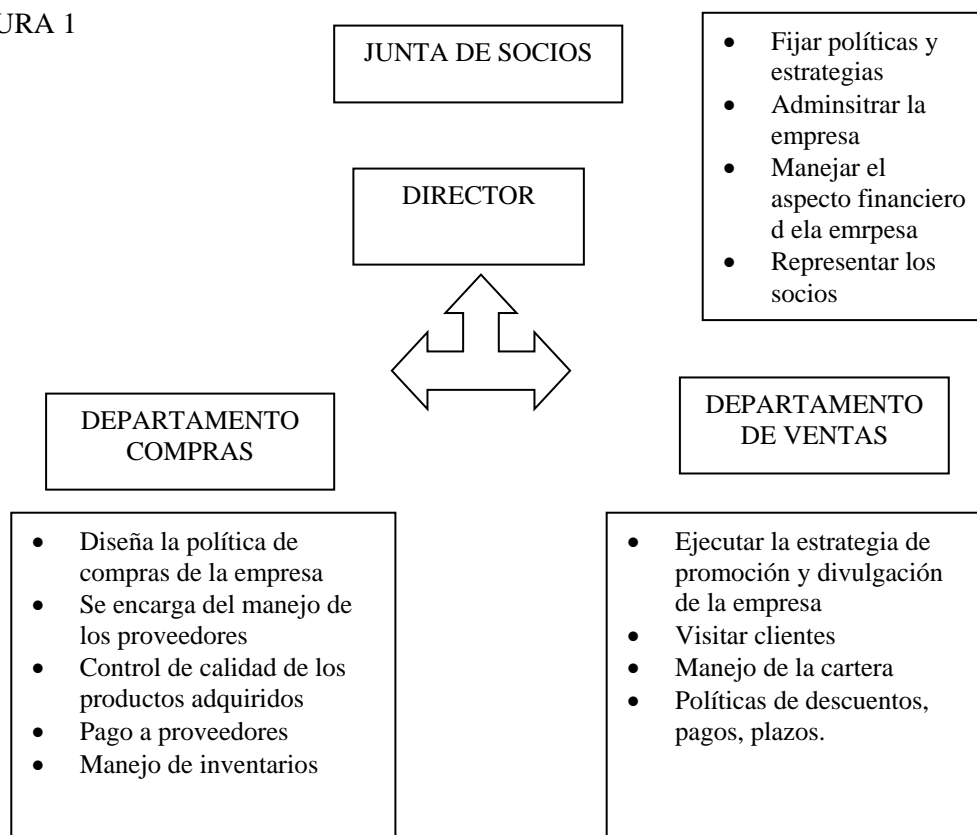 URA 1
JUNTA DE SOCIOS
• Fijar políticas y
estrategias
• Adminsitrar la
empresa
• Manejar el
aspecto financiero
d ela emrpesa
• Representar los
socios
DIRECTOR
DEPARTAMENTO
COMPRAS
DEPARTAMENTO
DE VENTAS
• Diseña la política de
compras de la empresa
• Se encarga del manejo de
los proveedores
• Control de calidad de los
productos adquiridos
• Pago a proveedores
• Manejo de inventarios
• Ejecutar la estrategia de
promoción y divulgación
de la empresa
• Visitar clientes
• Manejo de la cartera
• Políticas de descuentos,
pagos, plazos.